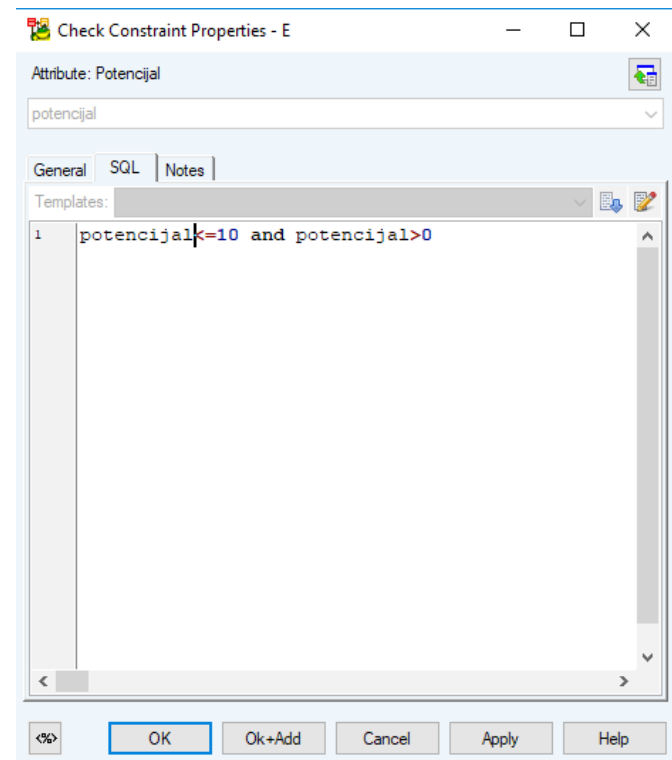 Check Constraint Properties - E
Attribute: Potencijal
potencijal
General SQL Notes
Templates:
1 potencijal<=10 and potencijal>0
<%> OK Ok+Add Cancel Apply Help